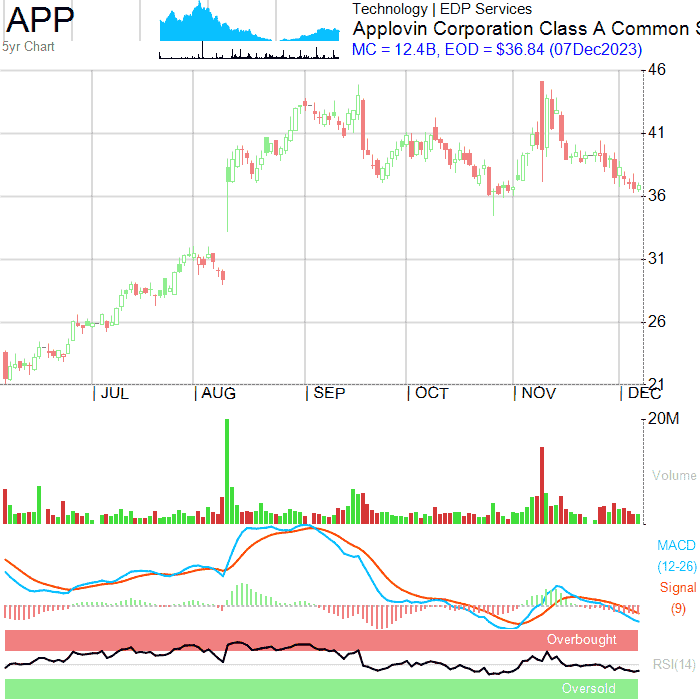 APP
5yr Chart
Technology | EDP Services
Applovin Corporation Class A Common S
MC = 12.4B, EOD = $36.84 (07Dec2023)
46
41
36
31
26
21
| JUL | AUG | SEP | OCT | NOV | DEC
20M
Volume
MACD
(12-26)
Signal
(9)
Overbought
RSI(14)
Oversold